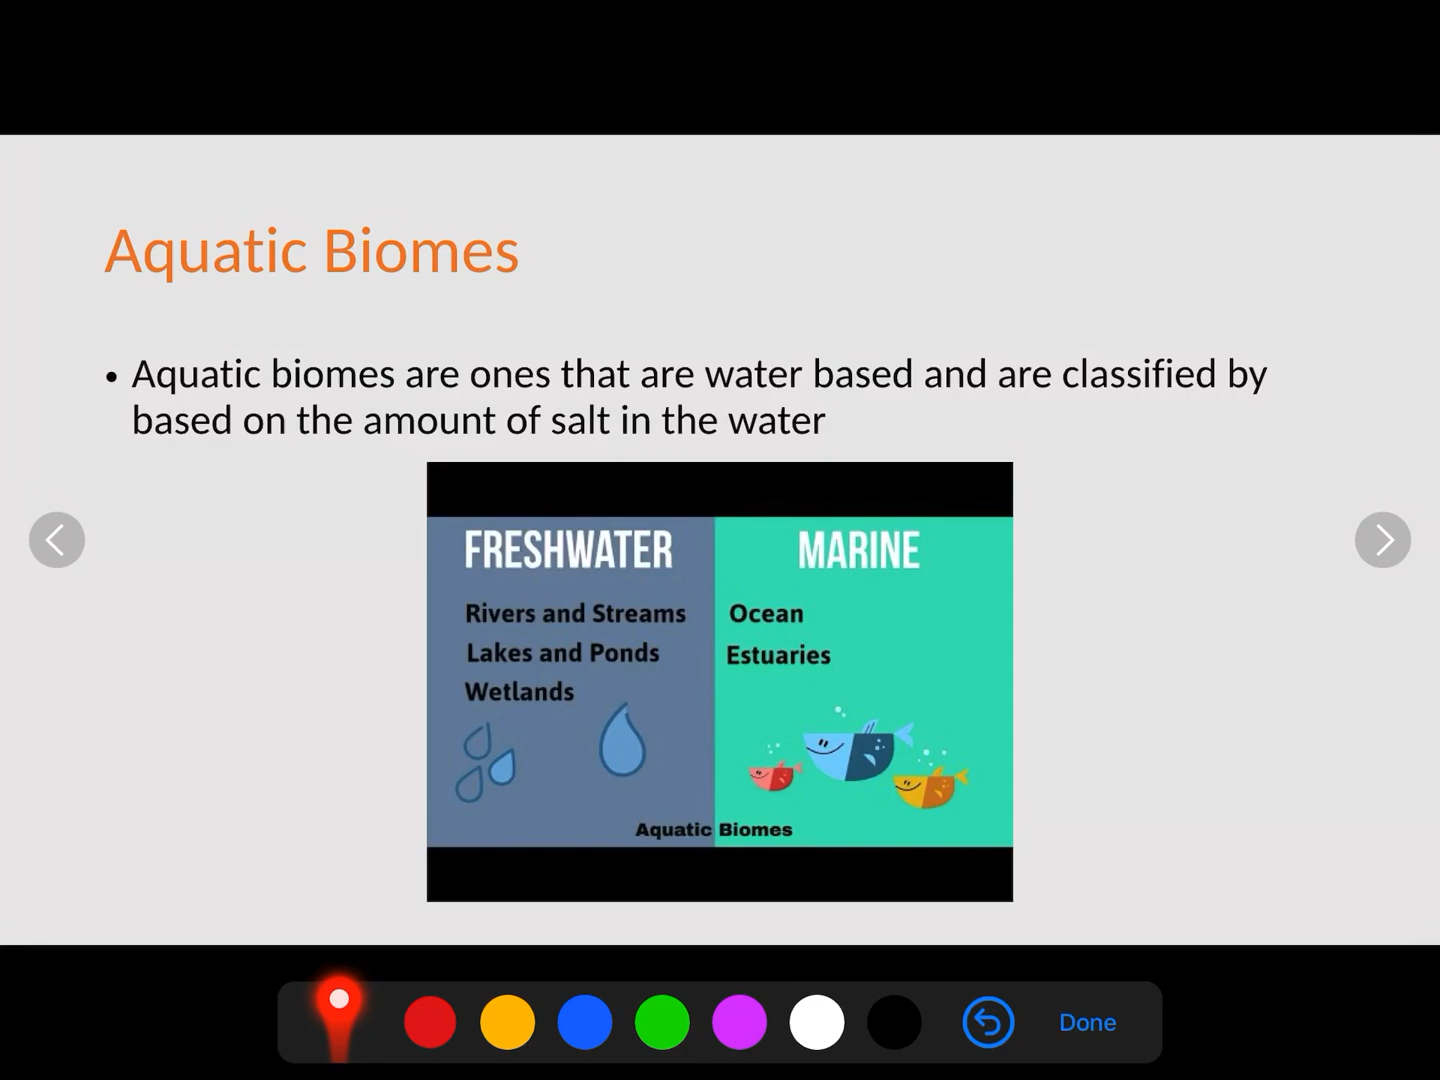 Aquatic Biomes
• Aquatic biomes are ones that are water based and are classified by
based on the amount of salt in the water
FRESHWATER
Rivers and Streams
Lakes and Ponds
Wetlands
MARINE
Ocean
Estuaries
Aquatic Biomes
Done